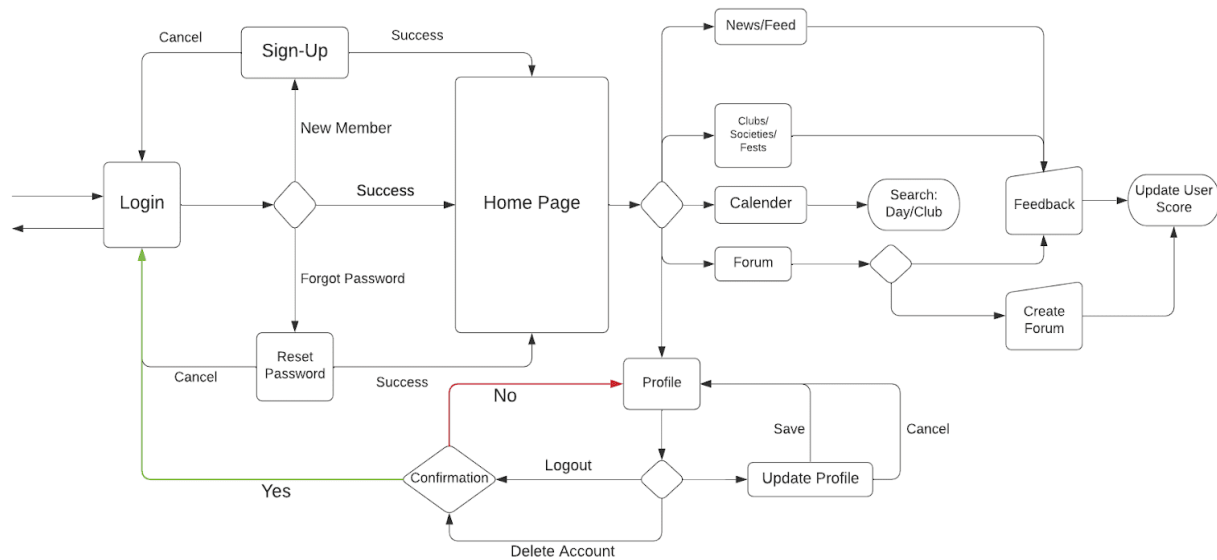 News/Feed
Cancel
Sign-Up
Success
New Member
Clubs/
Societies/
Fests
Login
Success
Home Page
Calender
Search:
Day/Club
Feedback
Update User
Score
Forum
Forgot Password
Create
Forum
Reset
Password
Cancel
Success
Profile
No
Save
Cancel
Confirmation
Logout
Update Profile
Yes
Delete Account